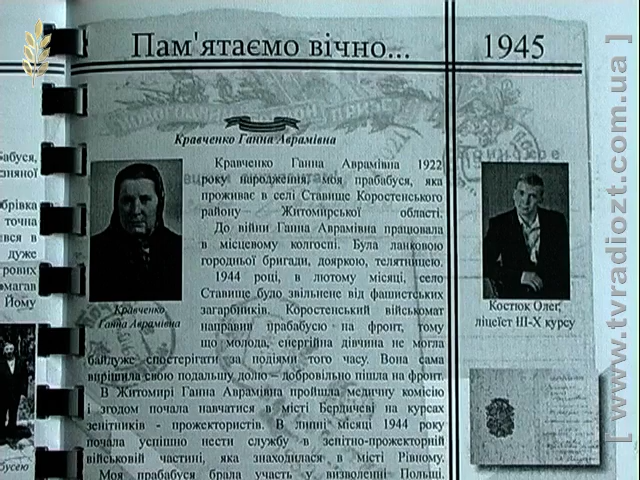 Пам'ятаємо вічно...
1945
Кравченко Ганна Аврамівна
Кравченко Ганна Аврамівна 1922
року народження, моя прабабуся, яка
проживає в селі Ставище Коростенського
району Житомирської області.
До війни Ганна Аврамівна працювала
в місцевому колгоспі. Була ланковою
городньої бригади, дояркою, телятницею.
1944 році, в лютому місяці, село
Ставище було звільнене від фашистських
загарбників. Коростенський військомат
направив прабабусю на фронт, тому
що молода, енергійна дівчина не могла
байдуже спостерігати за подіями того часу. Вона сама
вирішила свою подальшу долю – добровільно пішла на фронт.
В Житомирі Ганна Аврамівна пройшла медичну комісію
і згодом почала навчатися в місті Бердичеві на курсах
зенітників - прожектористів. В липні місяці 1944 року
почала успішно нести службу в зенітно-прожекторній
військовій частині, яка знаходилася в місті Рівному.
Моя прабабуся брала участь у визволенні Польщі.
Кравченко
Ганна Аврамівна
Костюк Олег,
ліцеїст III-X курсу
точна
в
дуже
Йому
[ www.tvradiozt.com.ua ]